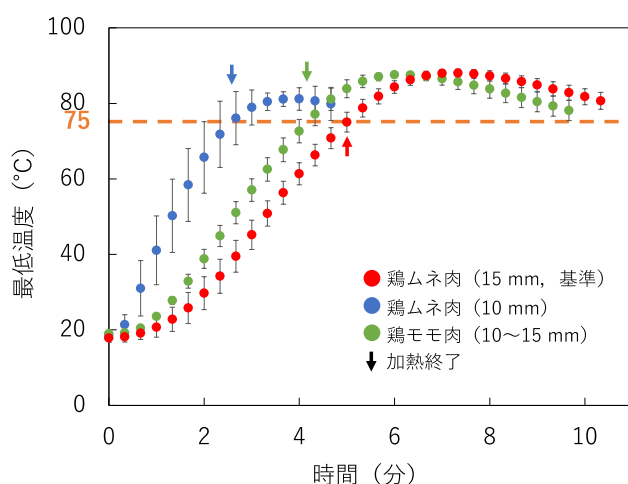 100
80
75
60
40
20
0
最低温度（℃）
鶏ムネ肉（15 mm，基準）
鶏ムネ肉（10 mm）
鶏モモ肉（10～15 mm）
加熱終了
0 2 4 6 8 10
時間（分）